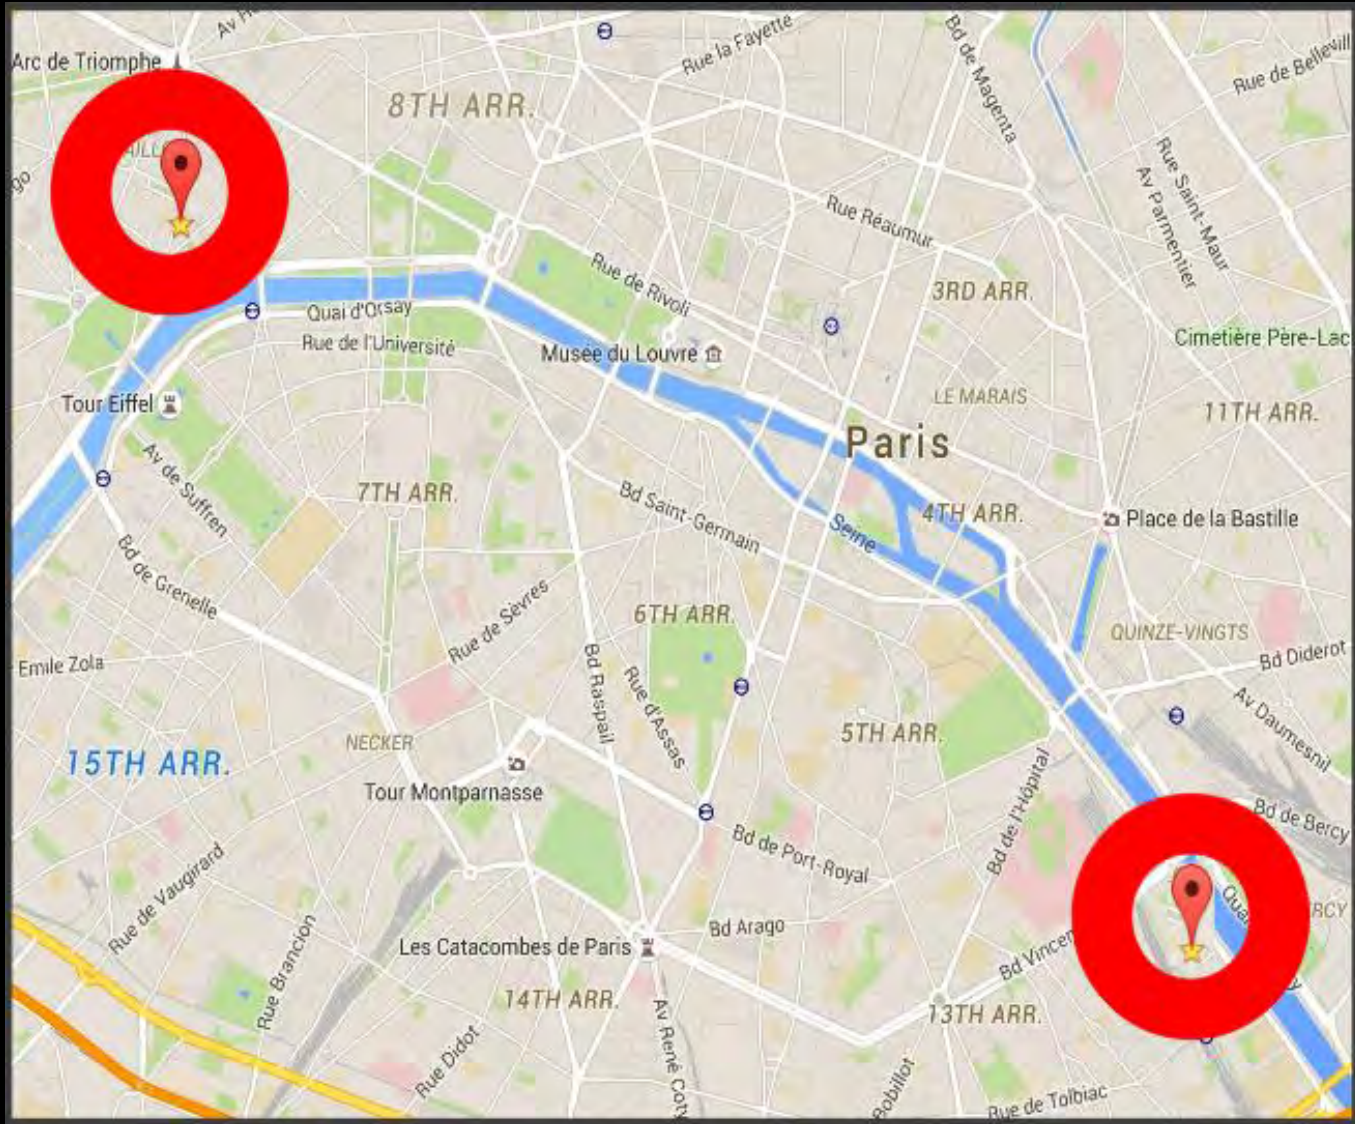 Arc de Triomphe
8TH ARR.
Rue la Fayette
Bd de Magenta
Rue de Bellevill
Rue Saint-Maur
Av Parmentier
Rue Réaumur
Rue de Rivoli
3RD ARR.
Quai d'Orsay
Rue de l'Université
Musée du Louvre
Cimetière Père-Lac
LE MARAIS
11TH ARR.
Tour Eiffel
Paris
Av de Suffren
7TH ARR.
Bd Saint-Germain
Seine
4TH ARR.
Place de la Bastille
Bd de Grenelle
Rue de Sèvres
6TH ARR.
QUINZE-VINGTS
Bd Diderot
Emile Zola
Bd Raspail
Rue d'Assas
Av Daumesnil
15TH ARR.
NECKER
5TH ARR.
Tour Montparnasse
Bd de l'Hôpital
Bd de Bercy
Bd de Port-Royal
Rue de Vaugirard
Rue Brancion
Les Catacombes de Paris
Bd Arago
Bd Vincen
14TH ARR.
13TH ARR.
Av René Coty
Rue Didot
Bobillot
Rue de Tolbiac